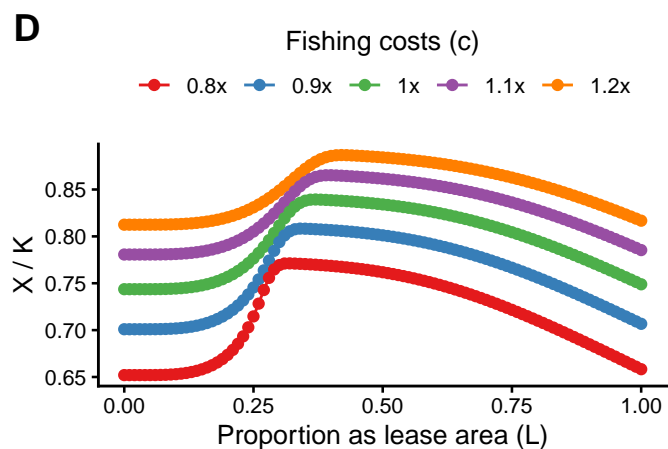 D
Fishing costs (c)
0.8x 0.9x 1x 1.1x 1.2x
X / K
0.85
0.80
0.75
0.70
0.65
0.00 0.25 0.50 0.75 1.00
Proportion as lease area (L)